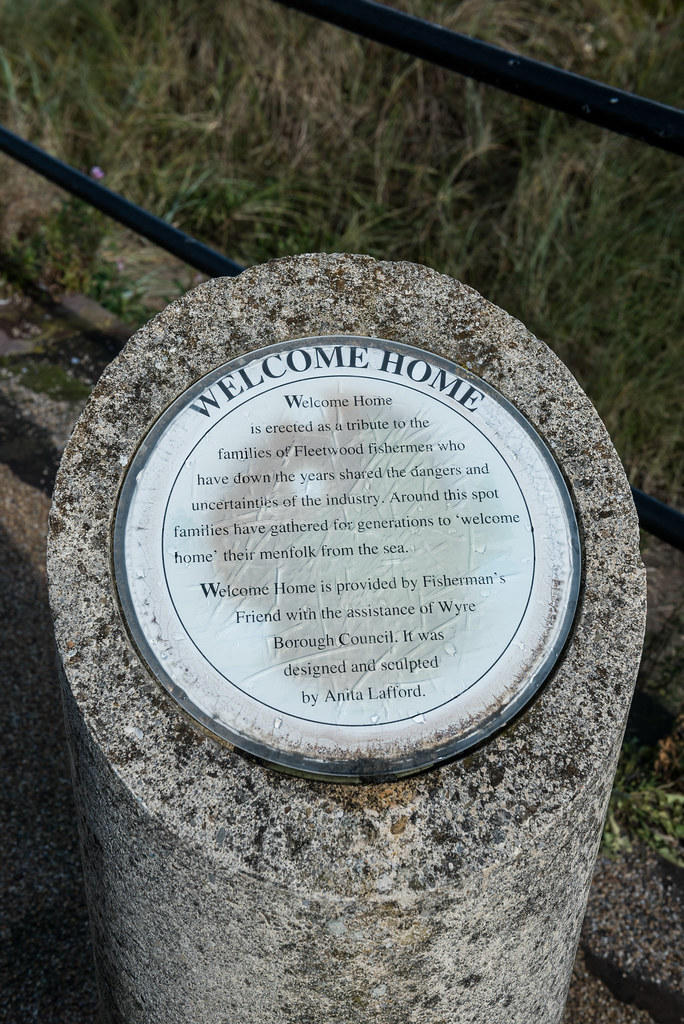 WELCOME HOME
Welcome Home
is erected as a tribute to the
families of Fleetwood fishermen who
have down the years shared the dangers and
uncertainties of the industry. Around this spot
families have gathered for generations to ‘welcome
home’ their menfolk from the sea.
Welcome Home is provided by Fisherman’s
Friend with the assistance of Wyre
Borough Council. It was
designed and sculpted
by Anita Lafford.